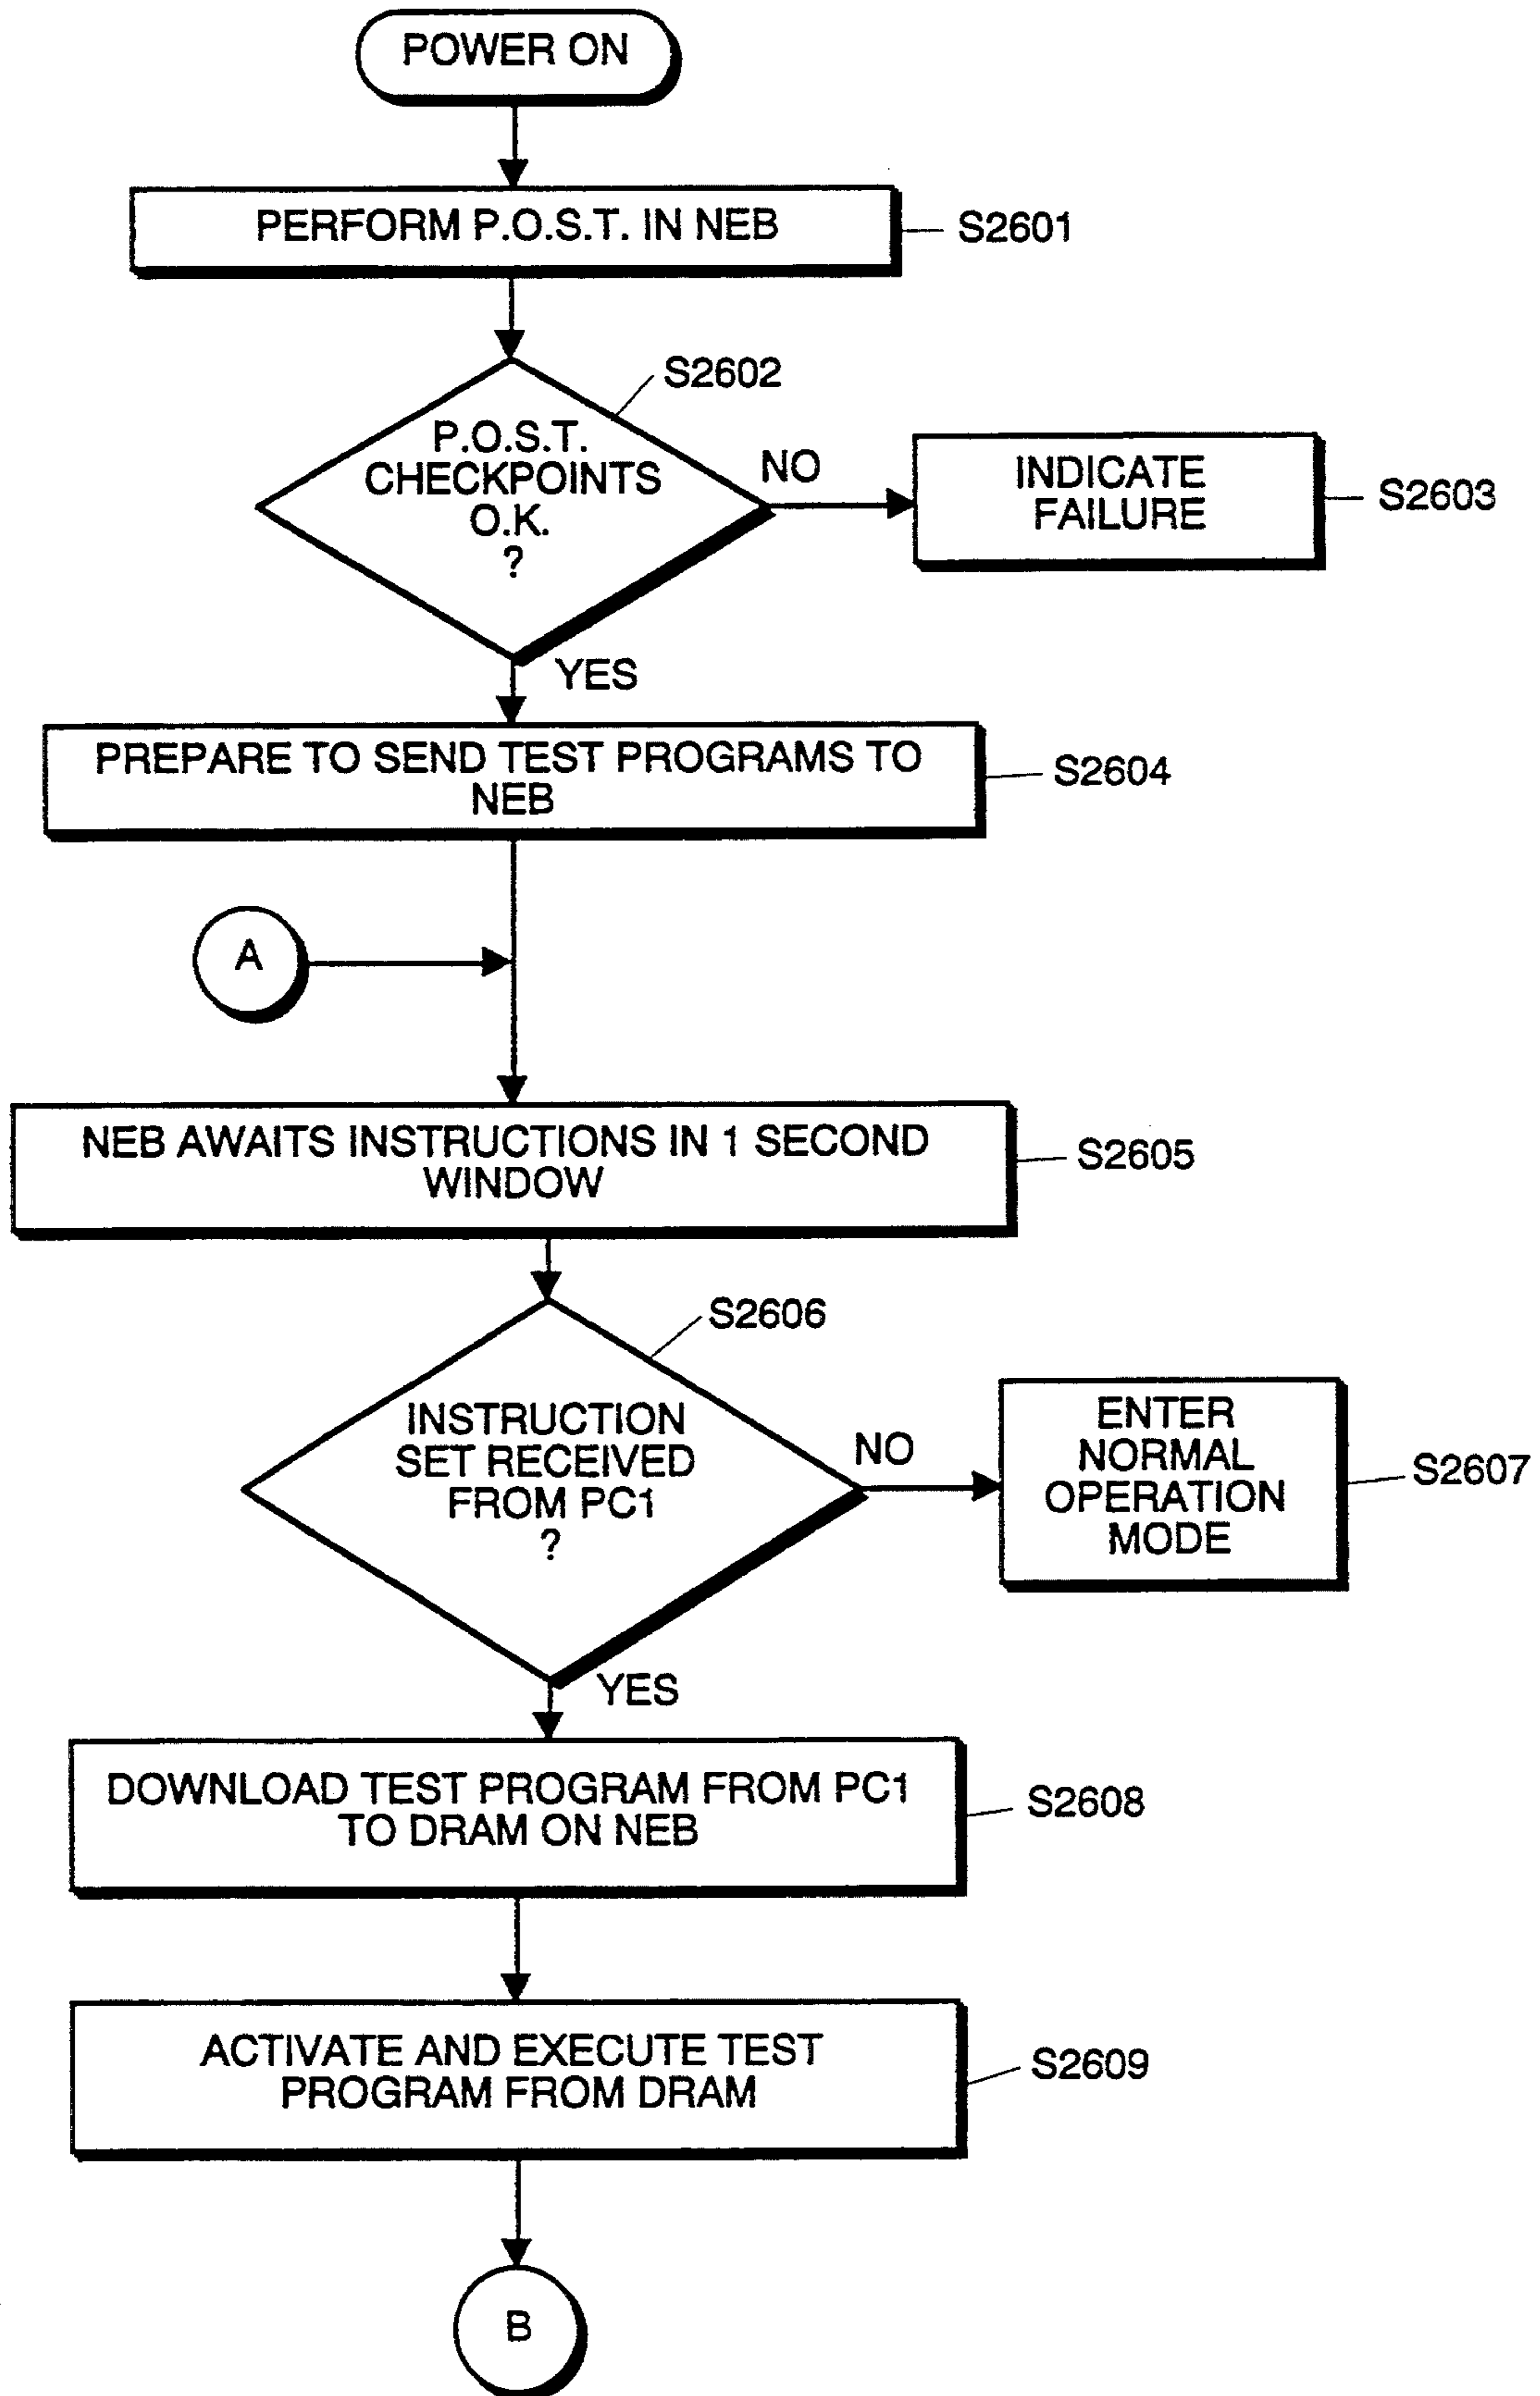 POWER ON
PERFORM P.O.S.T. IN NEB
S2601
S2602
P.O.S.T.
CHECKPOINTS
O.K.
?
NO
INDICATE
FAILURE
S2603
YES
PREPARE TO SEND TEST PROGRAMS TO
NEB
S2604
A
NEB AWAITS INSTRUCTIONS IN 1 SECOND
WINDOW
S2605
S2606
INSTRUCTION
SET RECEIVED
FROM PC1
?
NO
ENTER
NORMAL
OPERATION
MODE
S2607
YES
DOWNLOAD TEST PROGRAM FROM PC1
TO DRAM ON NEB
S2608
ACTIVATE AND EXECUTE TEST
PROGRAM FROM DRAM
S2609
B